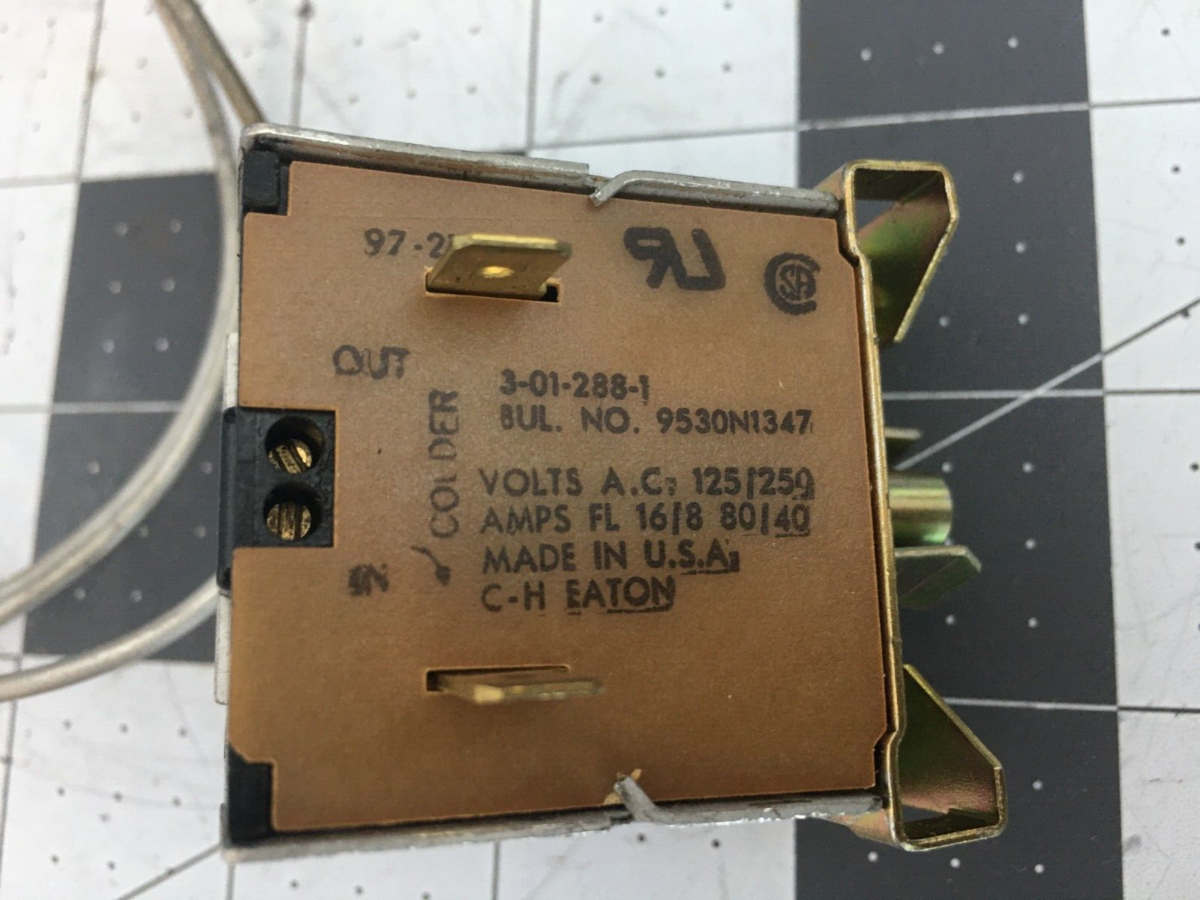 97-2
OUT
COLDER
IN
3-01-288-1
BUL. NO. 9530N1347
VOLTS A.C. 125/250
AMPS FL 16/8 80/40
MADE IN U.S.A.
C-H EATON